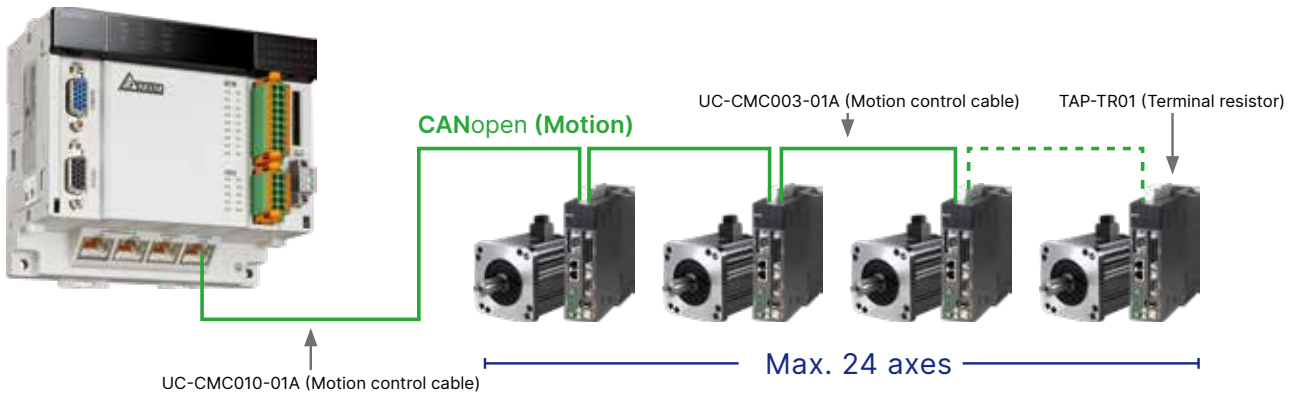 UC-CMC003-01A (Motion control cable)
TAP-TR01 (Terminal resistor)
CANopen (Motion)
Max. 24 axes
UC-CMC010-01A (Motion control cable)